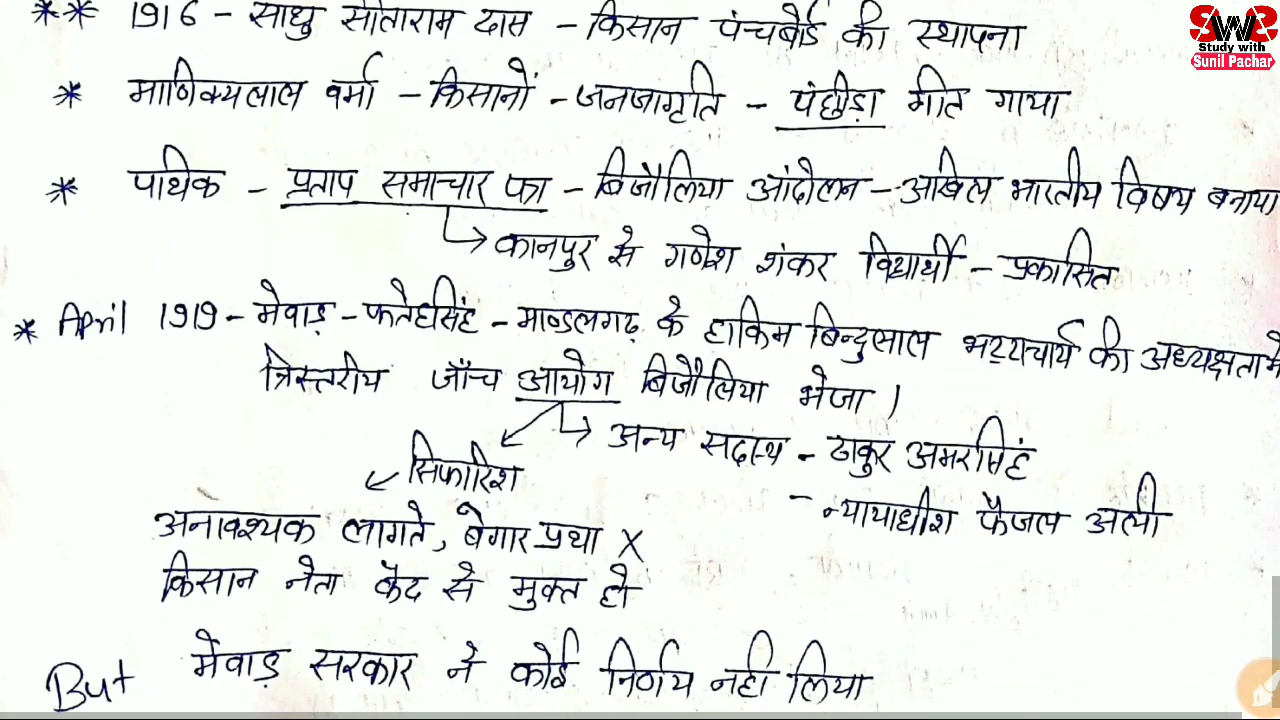 ** 1916 - साधु सीताराम दास - किसान पंचबोर्ड की स्थापना
SWS
Study with
Sunil Pachar
* माणिक्यलाल वर्मा - किसानों - जनजागृति - पंछीड़ा गीत गाया
* पथिक - प्रताप समाचार पत्र - बिजौलिया आंदोलन - अखिल भारतीय विषय बनाया
↳ कानपुर से गणेश शंकर विद्यार्थी - प्रकासित
* April 1919 - मेवाड़ - फतेहसिंह - माण्डलगढ़ के हाकिम बिन्दुलाल भट्टाचार्य की अध्यक्षता मे
त्रिस्तरीय जाँच आयोग बिजौलिया भेजा।
↳ अन्य सदस्य - ठाकुर अमरसिंह
सिफारिश
- न्यायाधीश फैजल अली
अनावश्यक लागते, बेगार प्रथा X
किसान नेता कैद से मुक्त हो
But मेवाड़ सरकार ने कोई निर्णय नही लिया